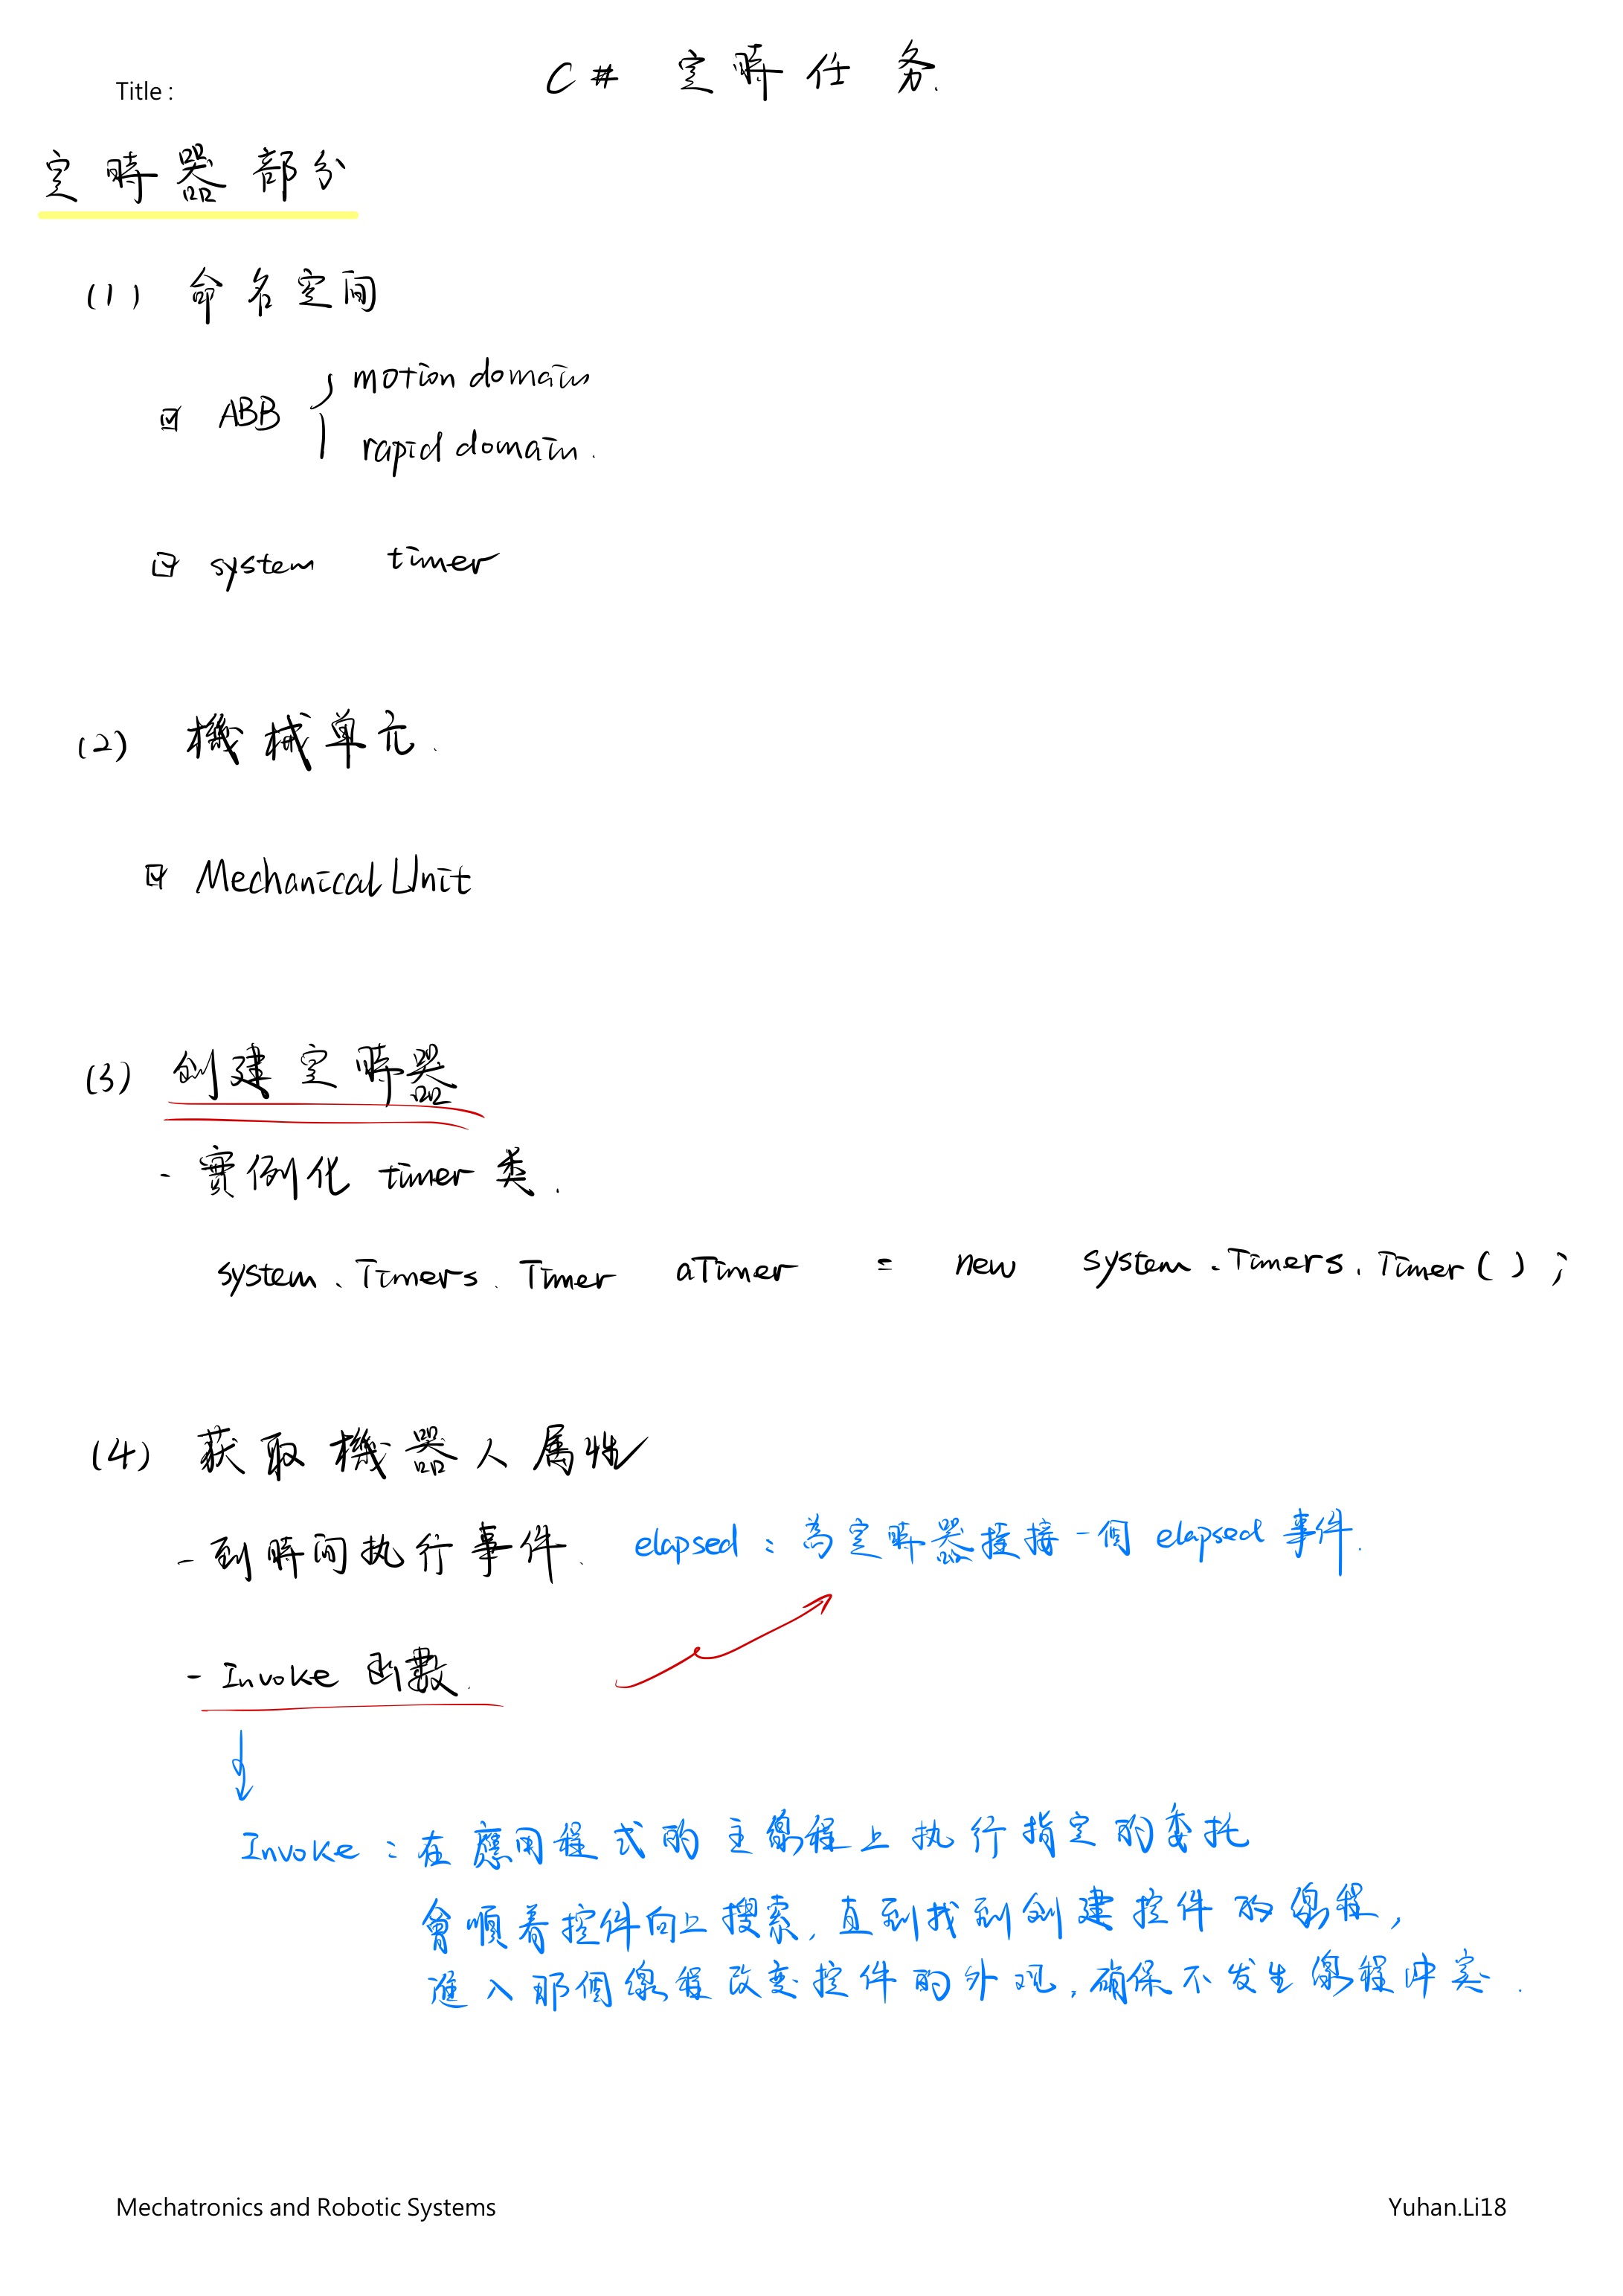 Title :
C# 定時任务.
定時器部分
(1) 命名空间
ABB { motion domain
rapid domain.
system timer
(2) 機械单元.
Mechanical Unit
(3) 创建定時器
- 實例化 timer 类.
system.Timers.Timer aTimer = new system.Timers.Timer();
(4) 获取機器人属性
- 到時间执行事件. elapsed : 為定時器挂接一個 elapsed 事件.
- Invoke 函數.
Invoke : 在應用程式的主線程上执行指定的委托
會順着控件向上搜索, 直到找到创建控件的線程,
進入那個線程改变控件的外观, 确保不发生線程冲突.
Mechatronics and Robotic Systems
Yuhan.Li18